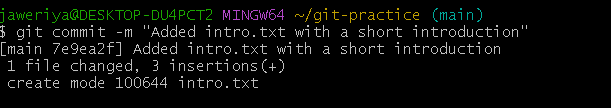 jaweriya@DESKTOP-DU4PCT2 MINGW64 ~/git-practice (main)
$ git commit -m "Added intro.txt with a short introduction"
[main 7e9ea2f] Added intro.txt with a short introduction
 1 file changed, 3 insertions(+)
 create mode 100644 intro.txt